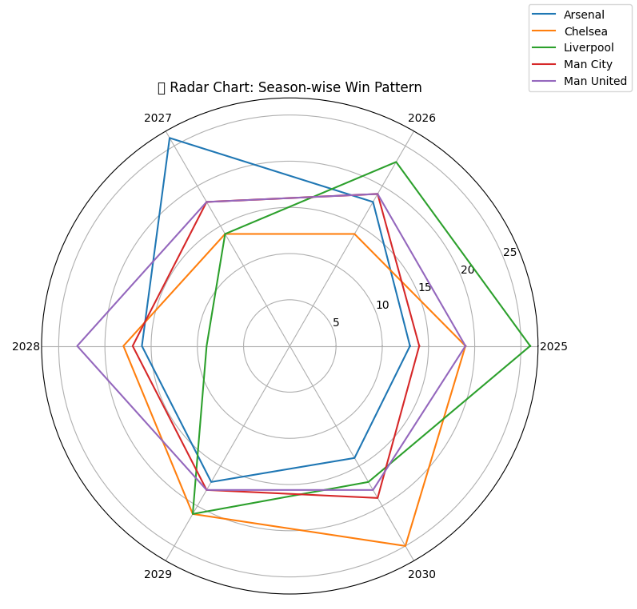 Arsenal
Chelsea
Liverpool
Man City
Man United
Radar Chart: Season-wise Win Pattern
2027
2026
25
20
15
10
5
2028
2025
2029
2030